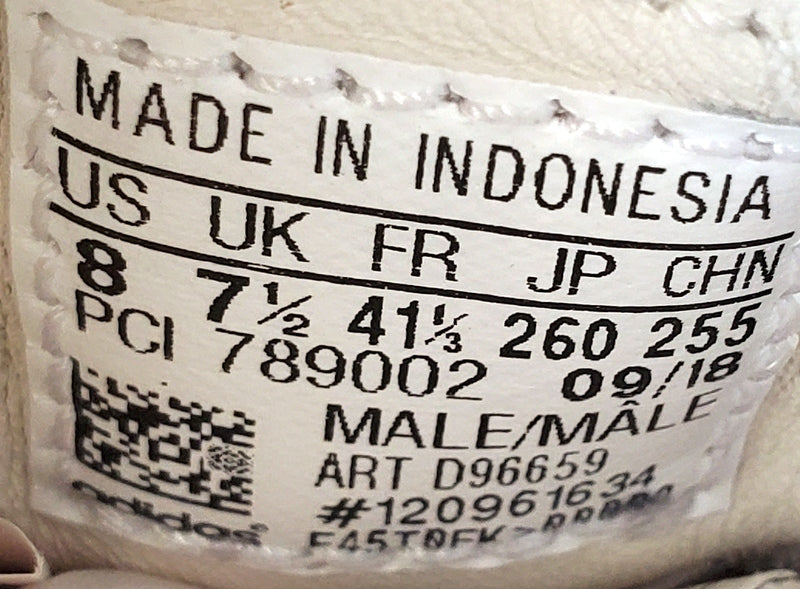 MADE IN INDONESIA
US UK FR JP CHN
8 7½ 41⅓ 260 255
PCI 789002 09/18
MALE/MÂLE
ART D96659
#120961634
adidas